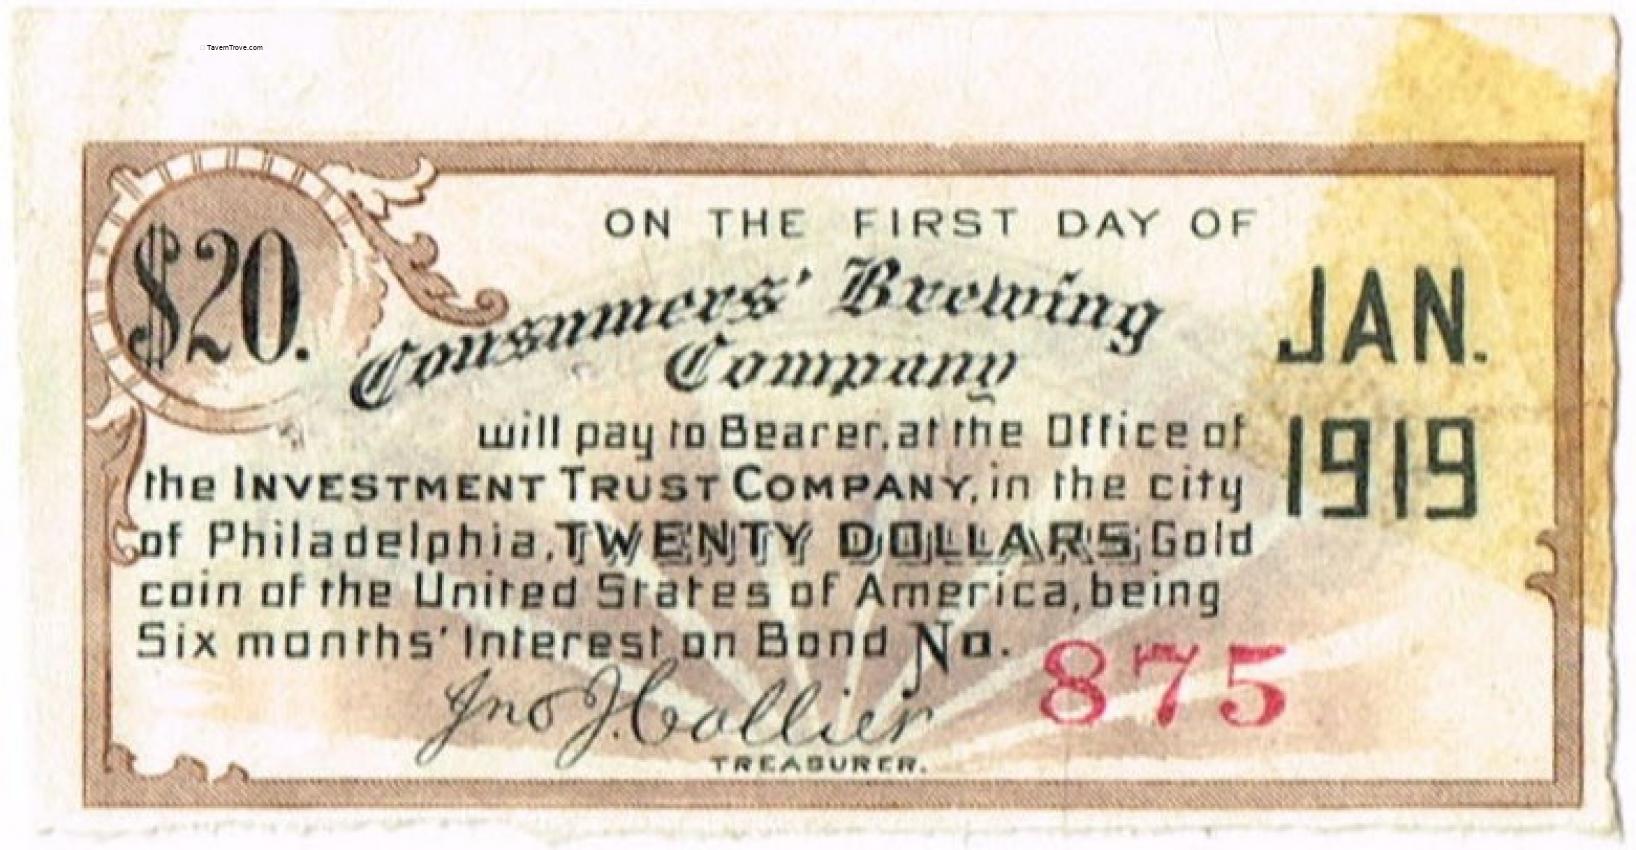 TavernTrove.com
ON THE FIRST DAY OF
$20.
Consumers' Brewing
Company
JAN.
1919
will pay to Bearer, at the Office of
the INVESTMENT TRUST COMPANY, in the city
of Philadelphia, TWENTY DOLLARS, Gold
coin of the United States of America, being
Six months' Interest on Bond No. 875
Jno J. Collier
TREASURER.